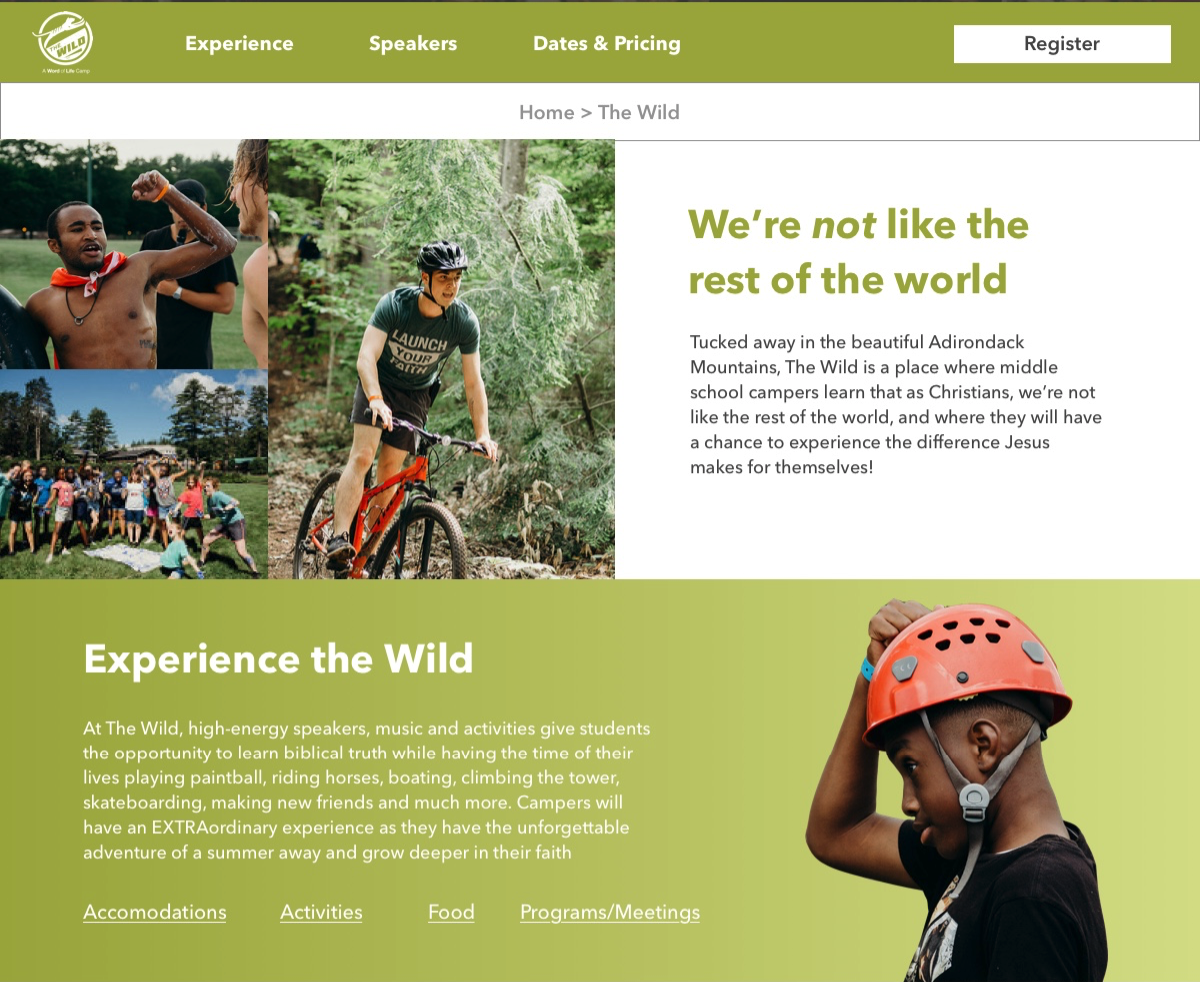 THE WILD
A Word of Life Camp
Experience
Speakers
Dates & Pricing
Register
Home > The Wild
LAUNCH
YOUR
FAITH
We’re not like the
rest of the world
Tucked away in the beautiful Adirondack
Mountains, The Wild is a place where middle
school campers learn that as Christians, we’re not
like the rest of the world, and where they will have
a chance to experience the difference Jesus
makes for themselves!
Experience the Wild
At The Wild, high-energy speakers, music and activities give students
the opportunity to learn biblical truth while having the time of their
lives playing paintball, riding horses, boating, climbing the tower,
skateboarding, making new friends and much more. Campers will
have an EXTRAordinary experience as they have the unforgettable
adventure of a summer away and grow deeper in their faith
Accomodations
Activities
Food
Programs/Meetings